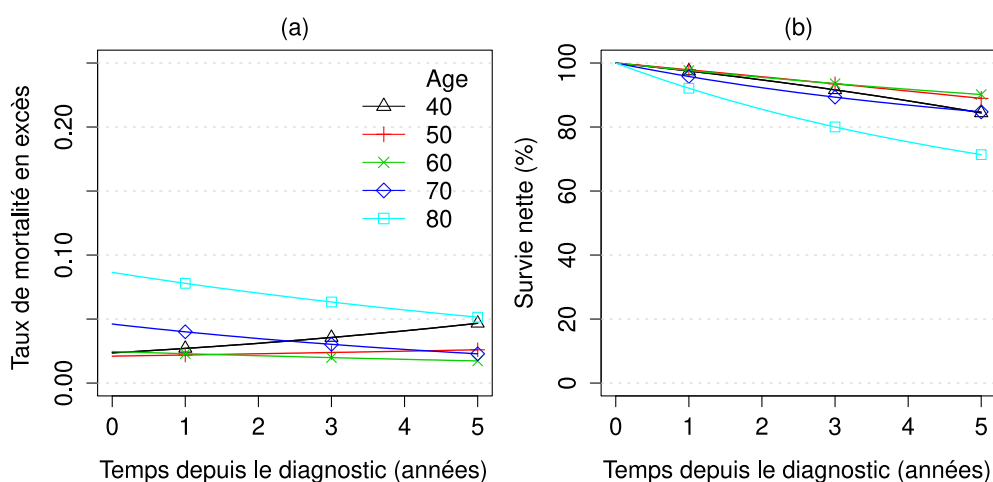 (a)
Taux de mortalité en excès
0.00 0.10 0.20
Age
40
50
60
70
80
0 1 2 3 4 5
Temps depuis le diagnostic (années)
(b)
Survie nette (%)
0 20 40 60 80 100
0 1 2 3 4 5
Temps depuis le diagnostic (années)